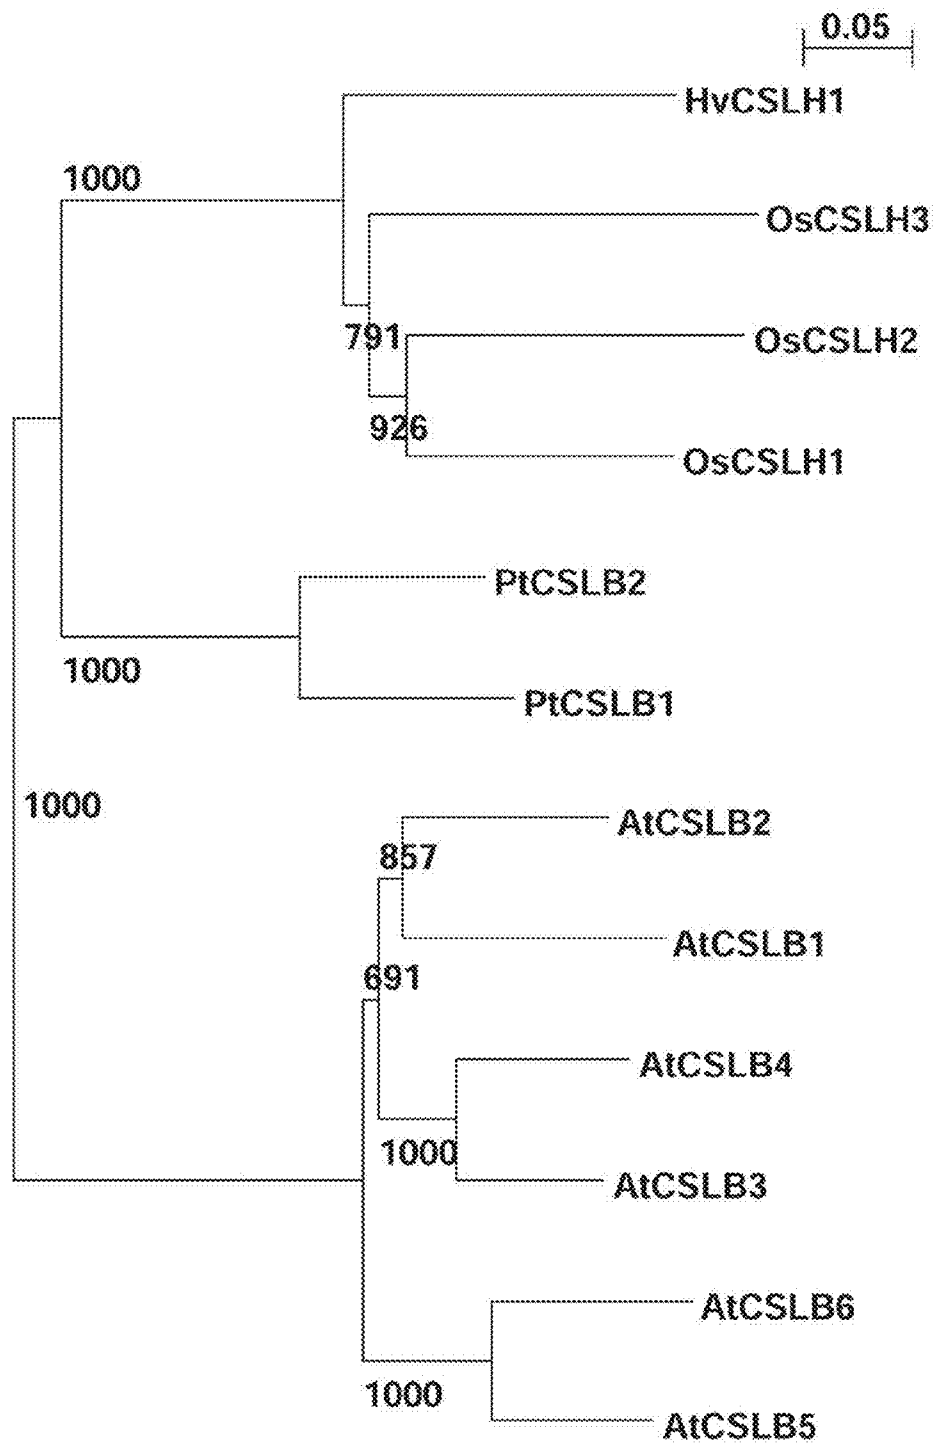 0.05
HvCSLH1
1000
OsCSLH3
791
OsCSLH2
926
OsCSLH1
PtCSLB2
1000
PtCSLB1
1000
AtCSLB2
857
AtCSLB1
691
AtCSLB4
1000
AtCSLB3
AtCSLB6
1000
AtCSLB5